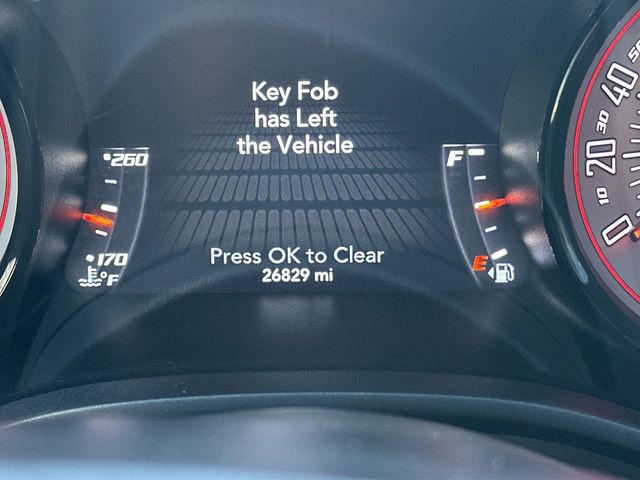 Key Fob
has Left
the Vehicle
260
170
°F
F
E
Press OK to Clear
26829 mi
50
40
30
20
10
0